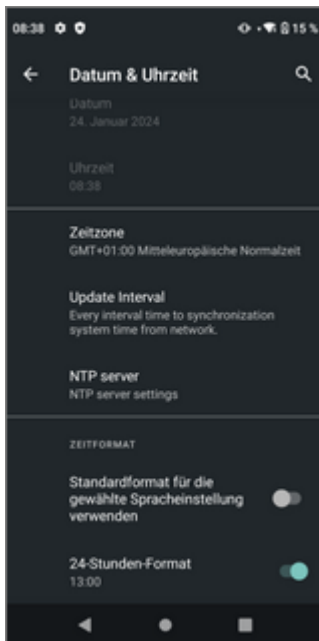 08:38
15 %
Datum & Uhrzeit
Datum
24. Januar 2024
Uhrzeit
08:38
Zeitzone
GMT+01:00 Mitteleuropäische Normalzeit
Update Interval
Every interval time to synchronization
system time from network.
NTP server
NTP server settings
ZEITFORMAT
Standardformat für die
gewählte Spracheinstellung
verwenden
24-Stunden-Format
13:00